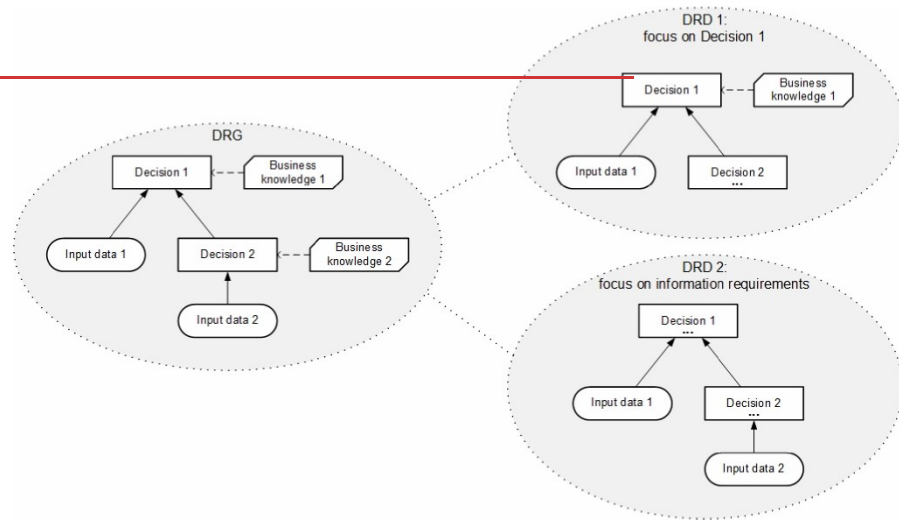 DRG
Decision 1
Business
knowledge 1
Input data 1
Decision 2
Business
knowledge 2
Input data 2
DRD 1:
focus on Decision 1
Decision 1
Business
knowledge 1
Input data 1
Decision 2
...
DRD 2:
focus on information requirements
Decision 1
...
Input data 1
Decision 2
...
Input data 2